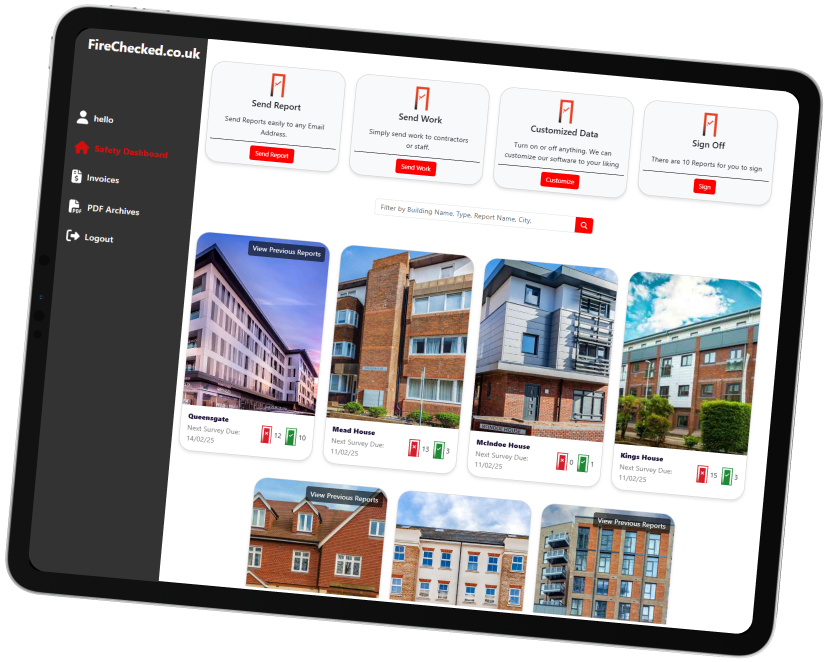 FireChecked.co.uk
hello
Safety Dashboard
Invoices
PDF Archives
Logout
Send Report
Send Reports easily to any Email
Address.
Send Report
Send Work
Simply send work to contractors
or staff.
Send Work
Customized Data
Turn on or off anything. We can
customize our software to your liking
Customize
Sign Off
There are 10 Reports for you to sign
Sign
Filter by Building Name, Type, Report Name, City,
View Previous Reports
Queensgate
Next Survey Due:
14/02/25
12
10
Mead House
Next Survey Due:
11/02/25
13
3
McIndoe House
Next Survey Due:
11/02/25
0
1
Kings House
Next Survey Due:
11/02/25
15
3
View Previous Reports
View Previous Reports